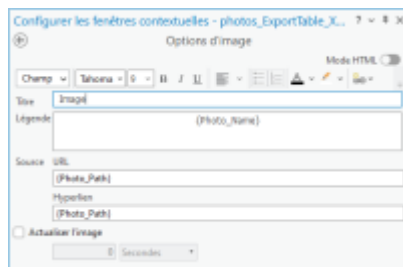 Configurer les fenêtres contextuelles - photos_ExportTable_X...
Options d'image
Mode HTML
Champ Tahoma 9 B I U A
Titre Image
Légende {Photo_Name}
Source URL
{Photo_Path}
Hyperlien
{Photo_Path}
Actualiser l'image
0 Secondes